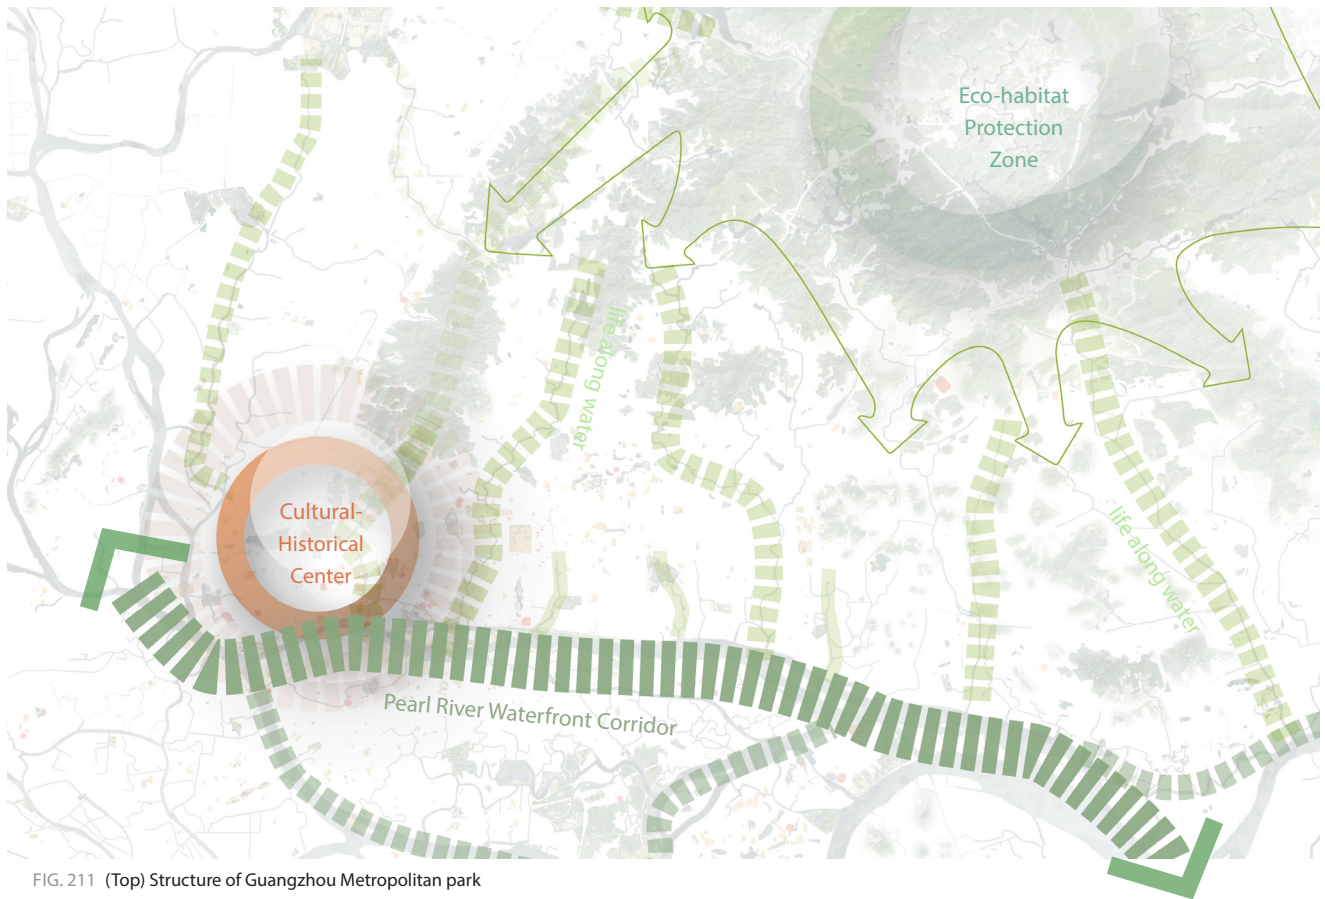 Eco-habitat
Protection
Zone
life along water
Cultural-
Historical
Center
life along water
Pearl River Waterfront Corridor
FIG. 211 (Top) Structure of Guangzhou Metropolitan park